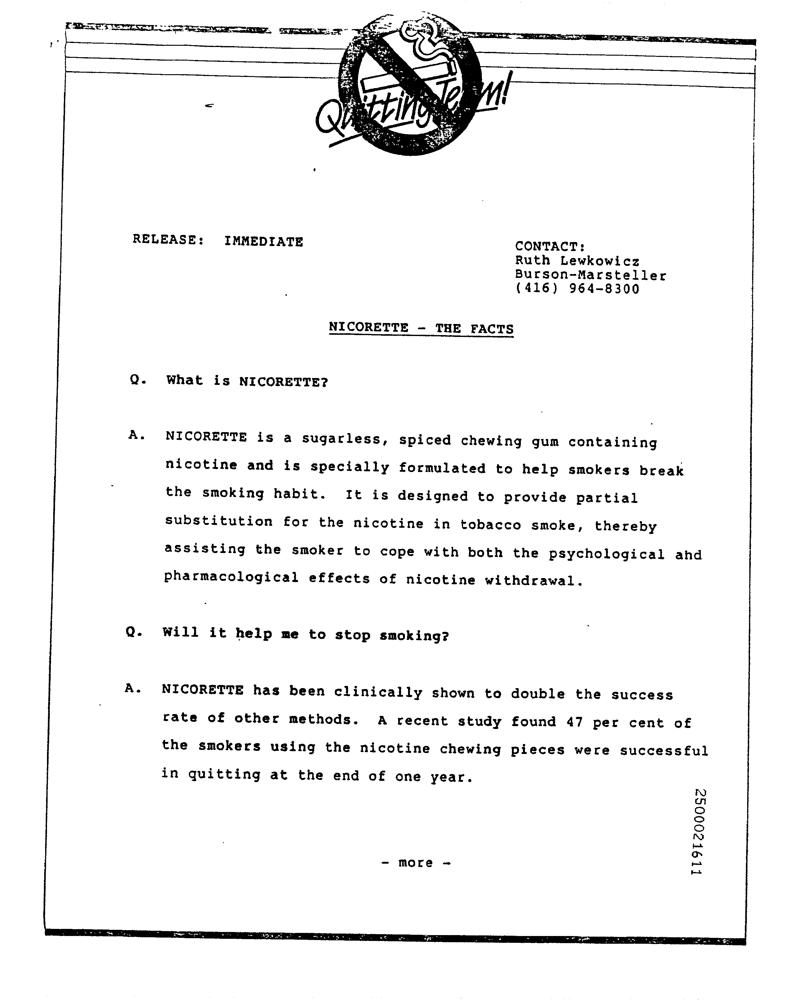 Quitting Team!
RELEASE: IMMEDIATE
CONTACT:
Ruth Lewkowicz
Burson-Marsteller
(416) 964-8300
NICORETTE - THE FACTS
Q. What is NICORETTE?
A. NICORETTE is a sugarless, spiced chewing gum containing
nicotine and is specially formulated to help smokers break
the smoking habit. It is designed to provide partial
substitution for the nicotine in tobacco smoke, thereby
assisting the smoker to cope with both the psychological ahd
pharmacological effects of nicotine withdrawal.
Q. Will it help me to stop smoking?
A. NICORETTE has been clinically shown to double the success
rate of other methods. A recent study found 47 per cent of
the smokers using the nicotine chewing pieces were successful
in quitting at the end of one year.
2500021611
- more -